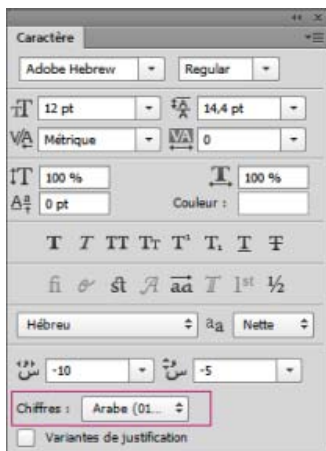 Caractère
Adobe Hebrew Regular
12 pt 14,4 pt
Métrique 0
100 % 100 %
0 pt Couleur :
T T TT Tr T¹ T₁ T T
fi st A aa T 1st ½
Hébreu aa Nette
-10 -5
Chiffres : Arabe (01...
Variantes de justification